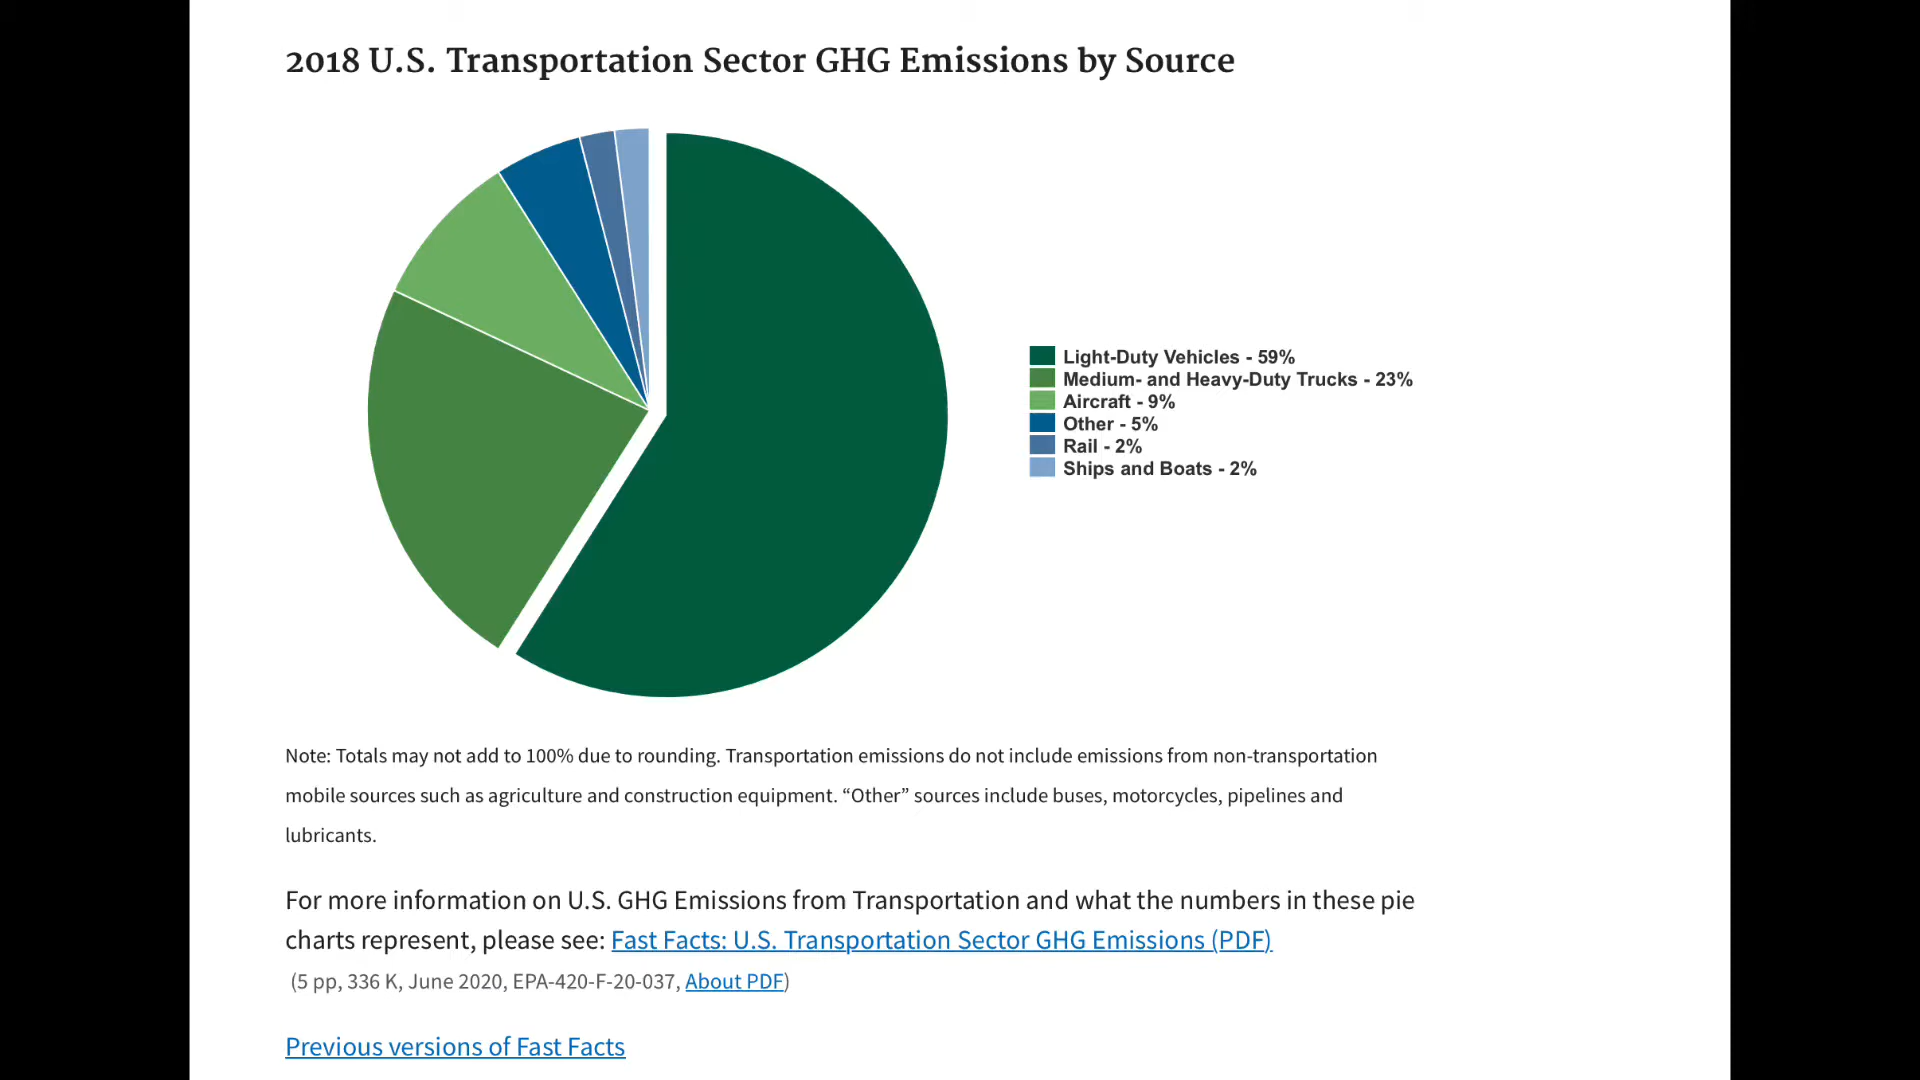 2018 U.S. Transportation Sector GHG Emissions by Source
Light-Duty Vehicles - 59%
Medium- and Heavy-Duty Trucks - 23%
Aircraft - 9%
Other - 5%
Rail - 2%
Ships and Boats - 2%
Note: Totals may not add to 100% due to rounding. Transportation emissions do not include emissions from non-transportation
mobile sources such as agriculture and construction equipment. “Other” sources include buses, motorcycles, pipelines and
lubricants.
For more information on U.S. GHG Emissions from Transportation and what the numbers in these pie
charts represent, please see: Fast Facts: U.S. Transportation Sector GHG Emissions (PDF)
(5 pp, 336 K, June 2020, EPA-420-F-20-037, About PDF)
Previous versions of Fast Facts